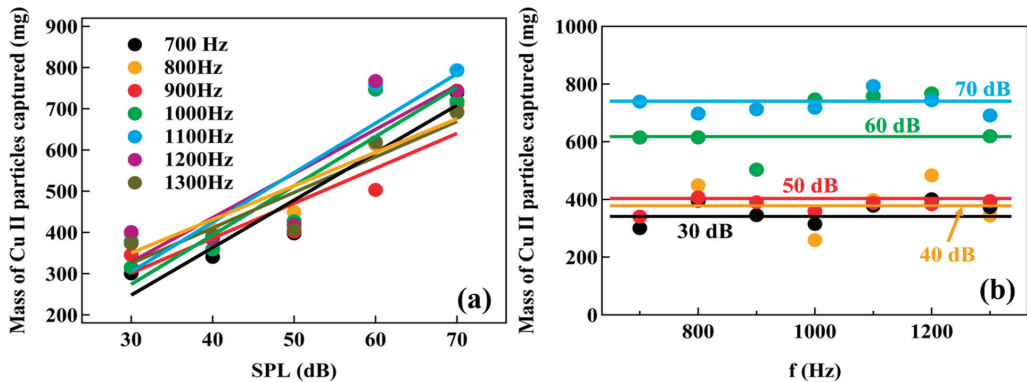 Mass of Cu II particles captured (mg)
900
800
700
600
500
400
300
200
700 Hz
800Hz
900Hz
1000Hz
1100Hz
1200Hz
1300Hz
(a)
30 40 50 60 70
SPL (dB)
Mass of Cu II particles captured (mg)
1000
800
600
400
200
0
70 dB
60 dB
50 dB
30 dB
40 dB
(b)
800 1000 1200
f (Hz)